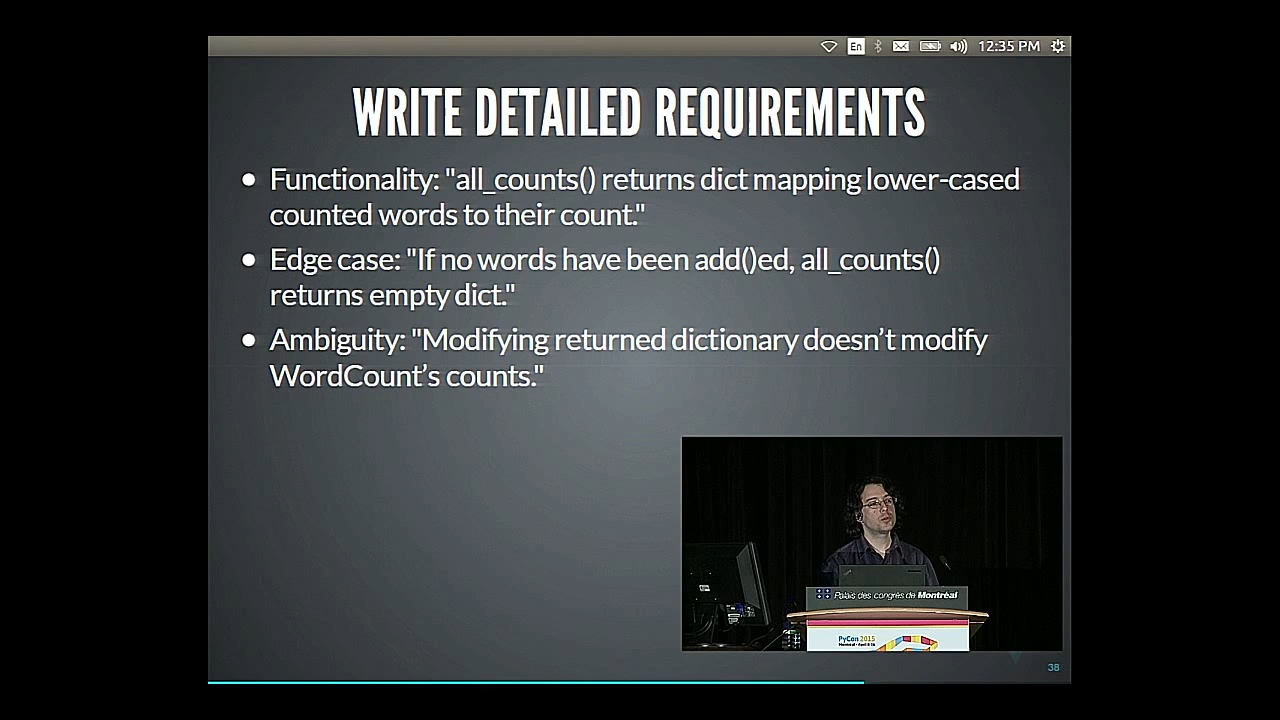 En 12:35 PM
WRITE DETAILED REQUIREMENTS
• Functionality: "all_counts() returns dict mapping lower-cased
counted words to their count."
• Edge case: "If no words have been add()ed, all_counts()
returns empty dict."
• Ambiguity: "Modifying returned dictionary doesn’t modify
WordCount’s counts."
Palais des congrès de Montréal
PyCon 2015
38